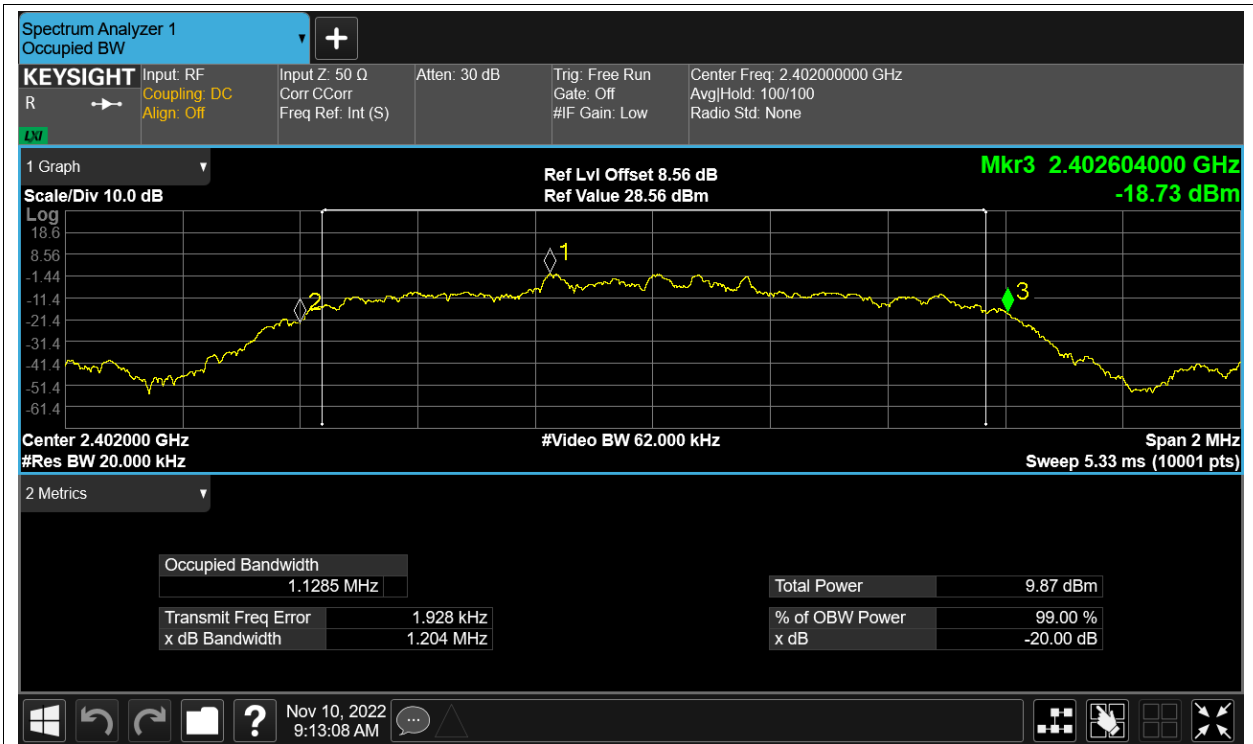 Spectrum Analyzer 1
Occupied BW
KEYSIGHT
R
LXI
Input: RF
Coupling: DC
Align: Off
Input Z: 50 Ω
Corr CCorr
Freq Ref: Int (S)
Atten: 30 dB
Trig: Free Run
Gate: Off
#IF Gain: Low
Center Freq: 2.402000000 GHz
Avg|Hold: 100/100
Radio Std: None
1 Graph
Scale/Div 10.0 dB
Ref Lvl Offset 8.56 dB
Ref Value 28.56 dBm
Mkr3 2.402604000 GHz
-18.73 dBm
Log
18.6
8.56
-1.44
-11.4
-21.4
-31.4
-41.4
-51.4
-61.4
1
2
3
Center 2.402000 GHz
#Video BW 62.000 kHz
Span 2 MHz
#Res BW 20.000 kHz
Sweep 5.33 ms (10001 pts)
2 Metrics
Occupied Bandwidth
1.1285 MHz
Total Power 9.87 dBm
Transmit Freq Error 1.928 kHz
% of OBW Power 99.00 %
x dB Bandwidth 1.204 MHz
x dB -20.00 dB
?
Nov 10, 2022
9:13:08 AM